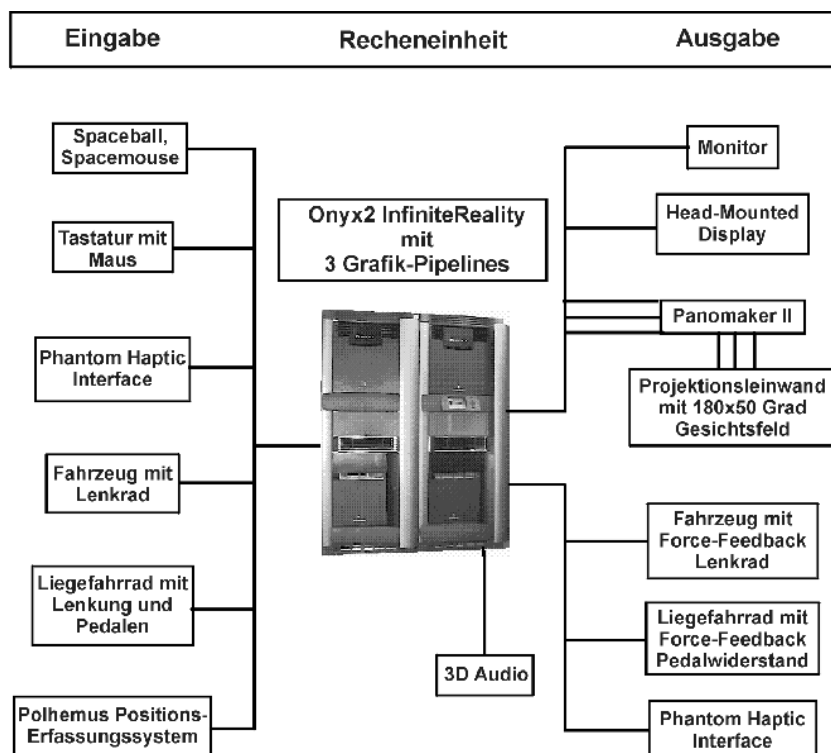 Eingabe
Recheneinheit
Ausgabe
Spaceball,
Spacemouse
Tastatur mit
Maus
Phantom Haptic
Interface
Fahrzeug mit
Lenkrad
Liegefahrrad mit
Lenkung und
Pedalen
Polhemus Positions-
Erfassungssystem
Onyx2 InfiniteReality
mit
3 Grafik-Pipelines
3D Audio
Monitor
Head-Mounted
Display
Panomaker II
Projektionsleinwand
mit 180x50 Grad
Gesichtsfeld
Fahrzeug mit
Force-Feedback
Lenkrad
Liegefahrrad mit
Force-Feedback
Pedalwiderstand
Phantom Haptic
Interface